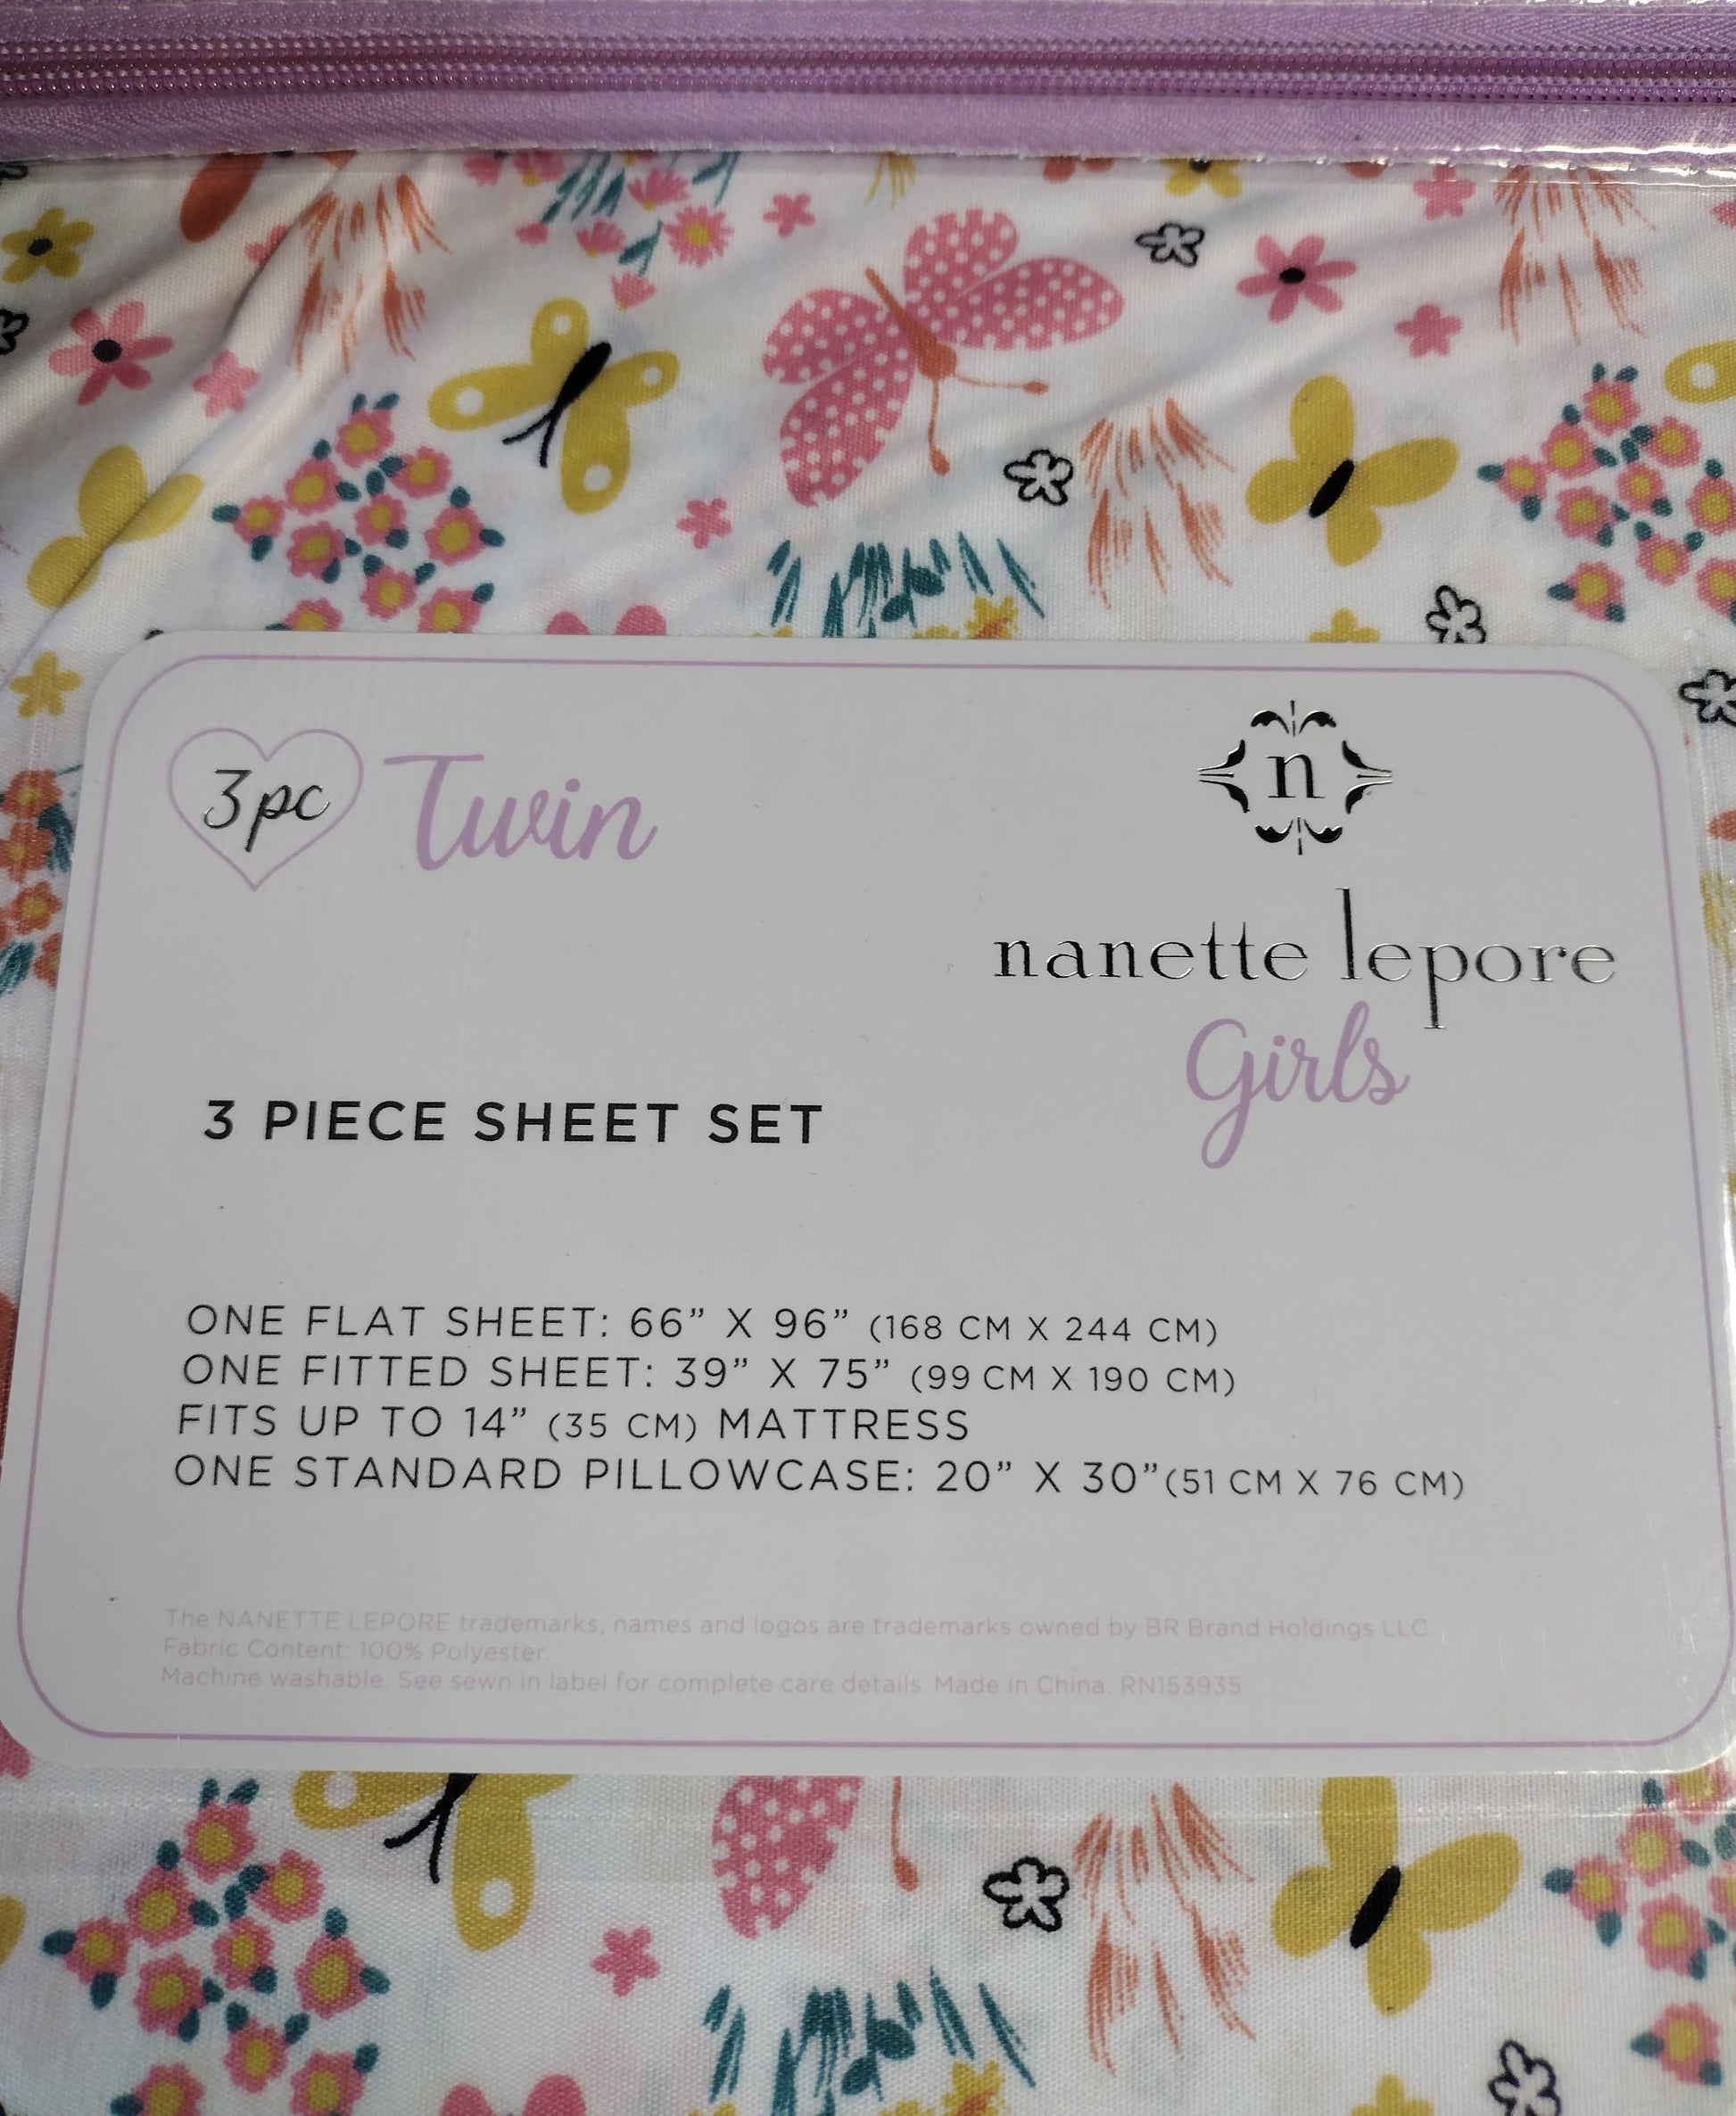 3pc Twin
n
nanette lepore
Girls
3 PIECE SHEET SET
ONE FLAT SHEET: 66” X 96” (168 CM X 244 CM)
ONE FITTED SHEET: 39” X 75” (99 CM X 190 CM)
FITS UP TO 14” (35 CM) MATTRESS
ONE STANDARD PILLOWCASE: 20” X 30”(51 CM X 76 CM)
The NANETTE LEPORE trademarks, names and logos are trademarks owned by BR Brand Holdings LLC.
Fabric Content: 100% Polyester.
Machine washable. See sewn in label for complete care details. Made in China. RN153935